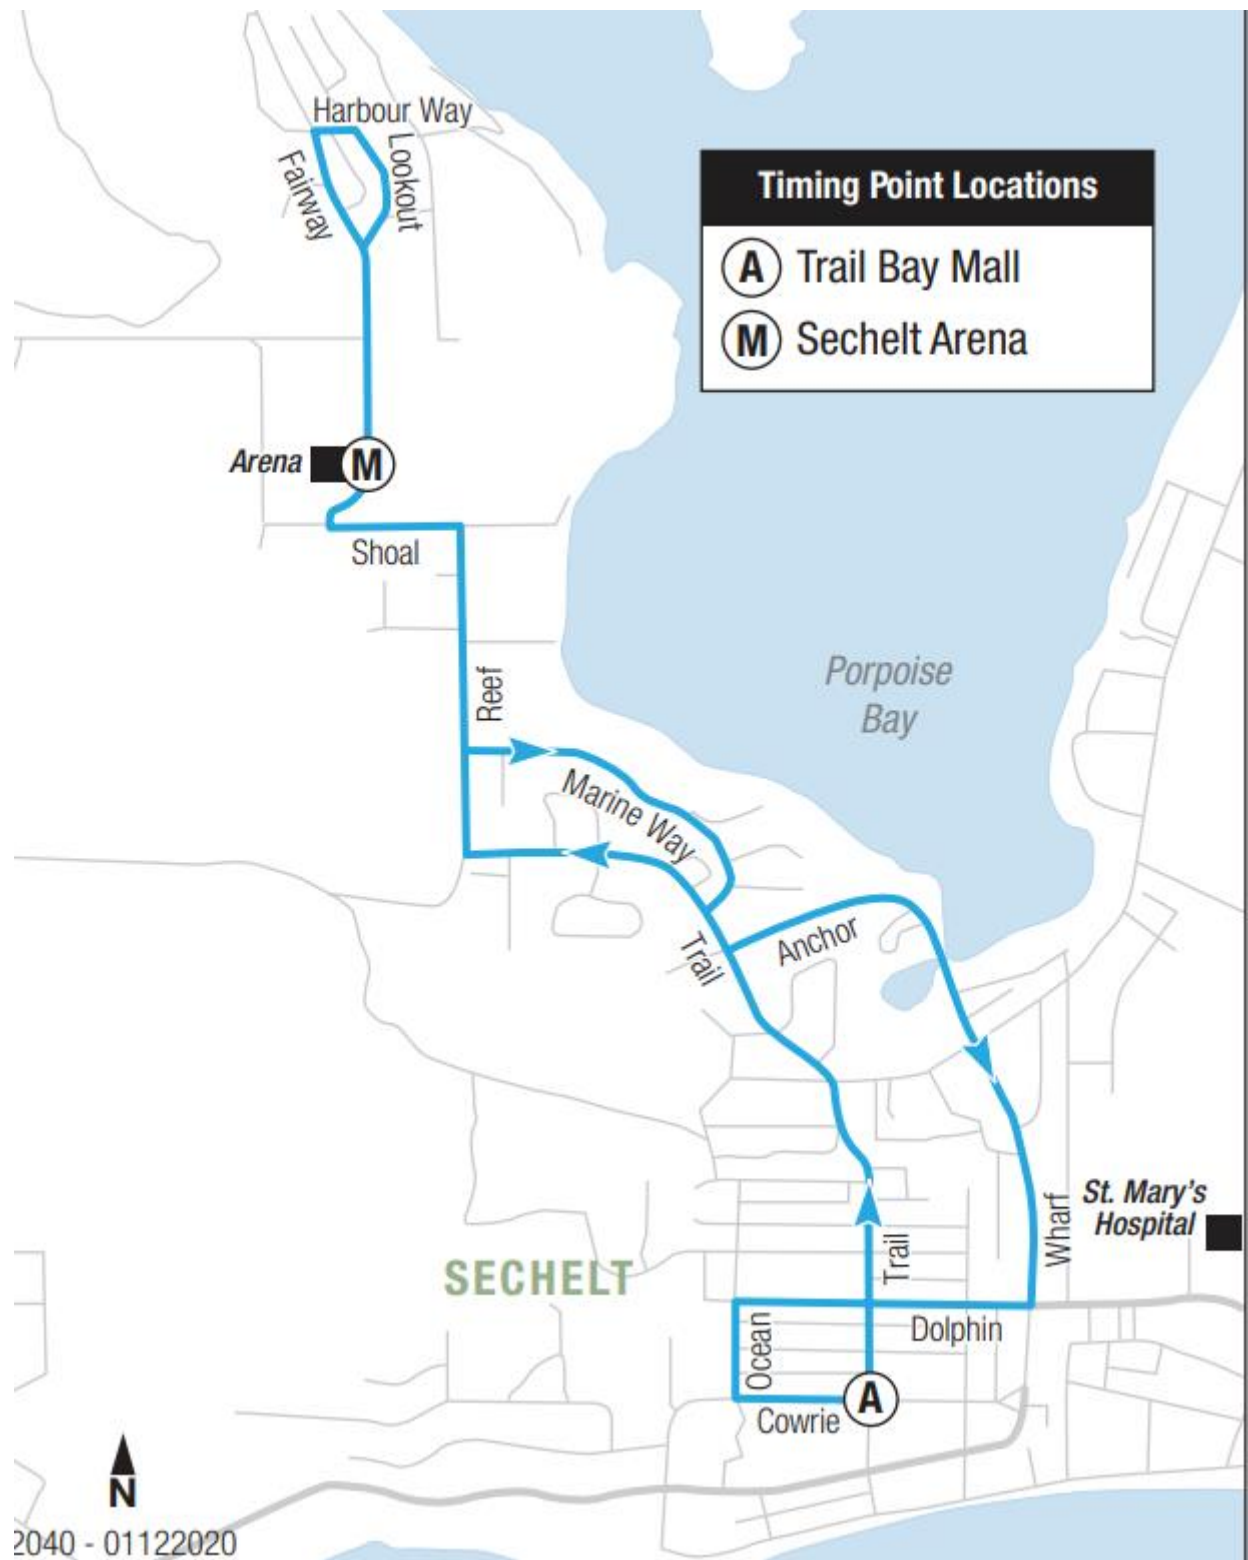 Harbour Way
Lookout
Fairway
Timing Point Locations
A Trail Bay Mall
M Sechelt Arena
Arena
M
Shoal
Porpoise
Bay
Reef
Marine Way
Anchor
Trail
St. Mary's
Hospital
Wharf
Trail
SECHELT
Ocean
Dolphin
A
Cowrie
N
2040 - 01122020